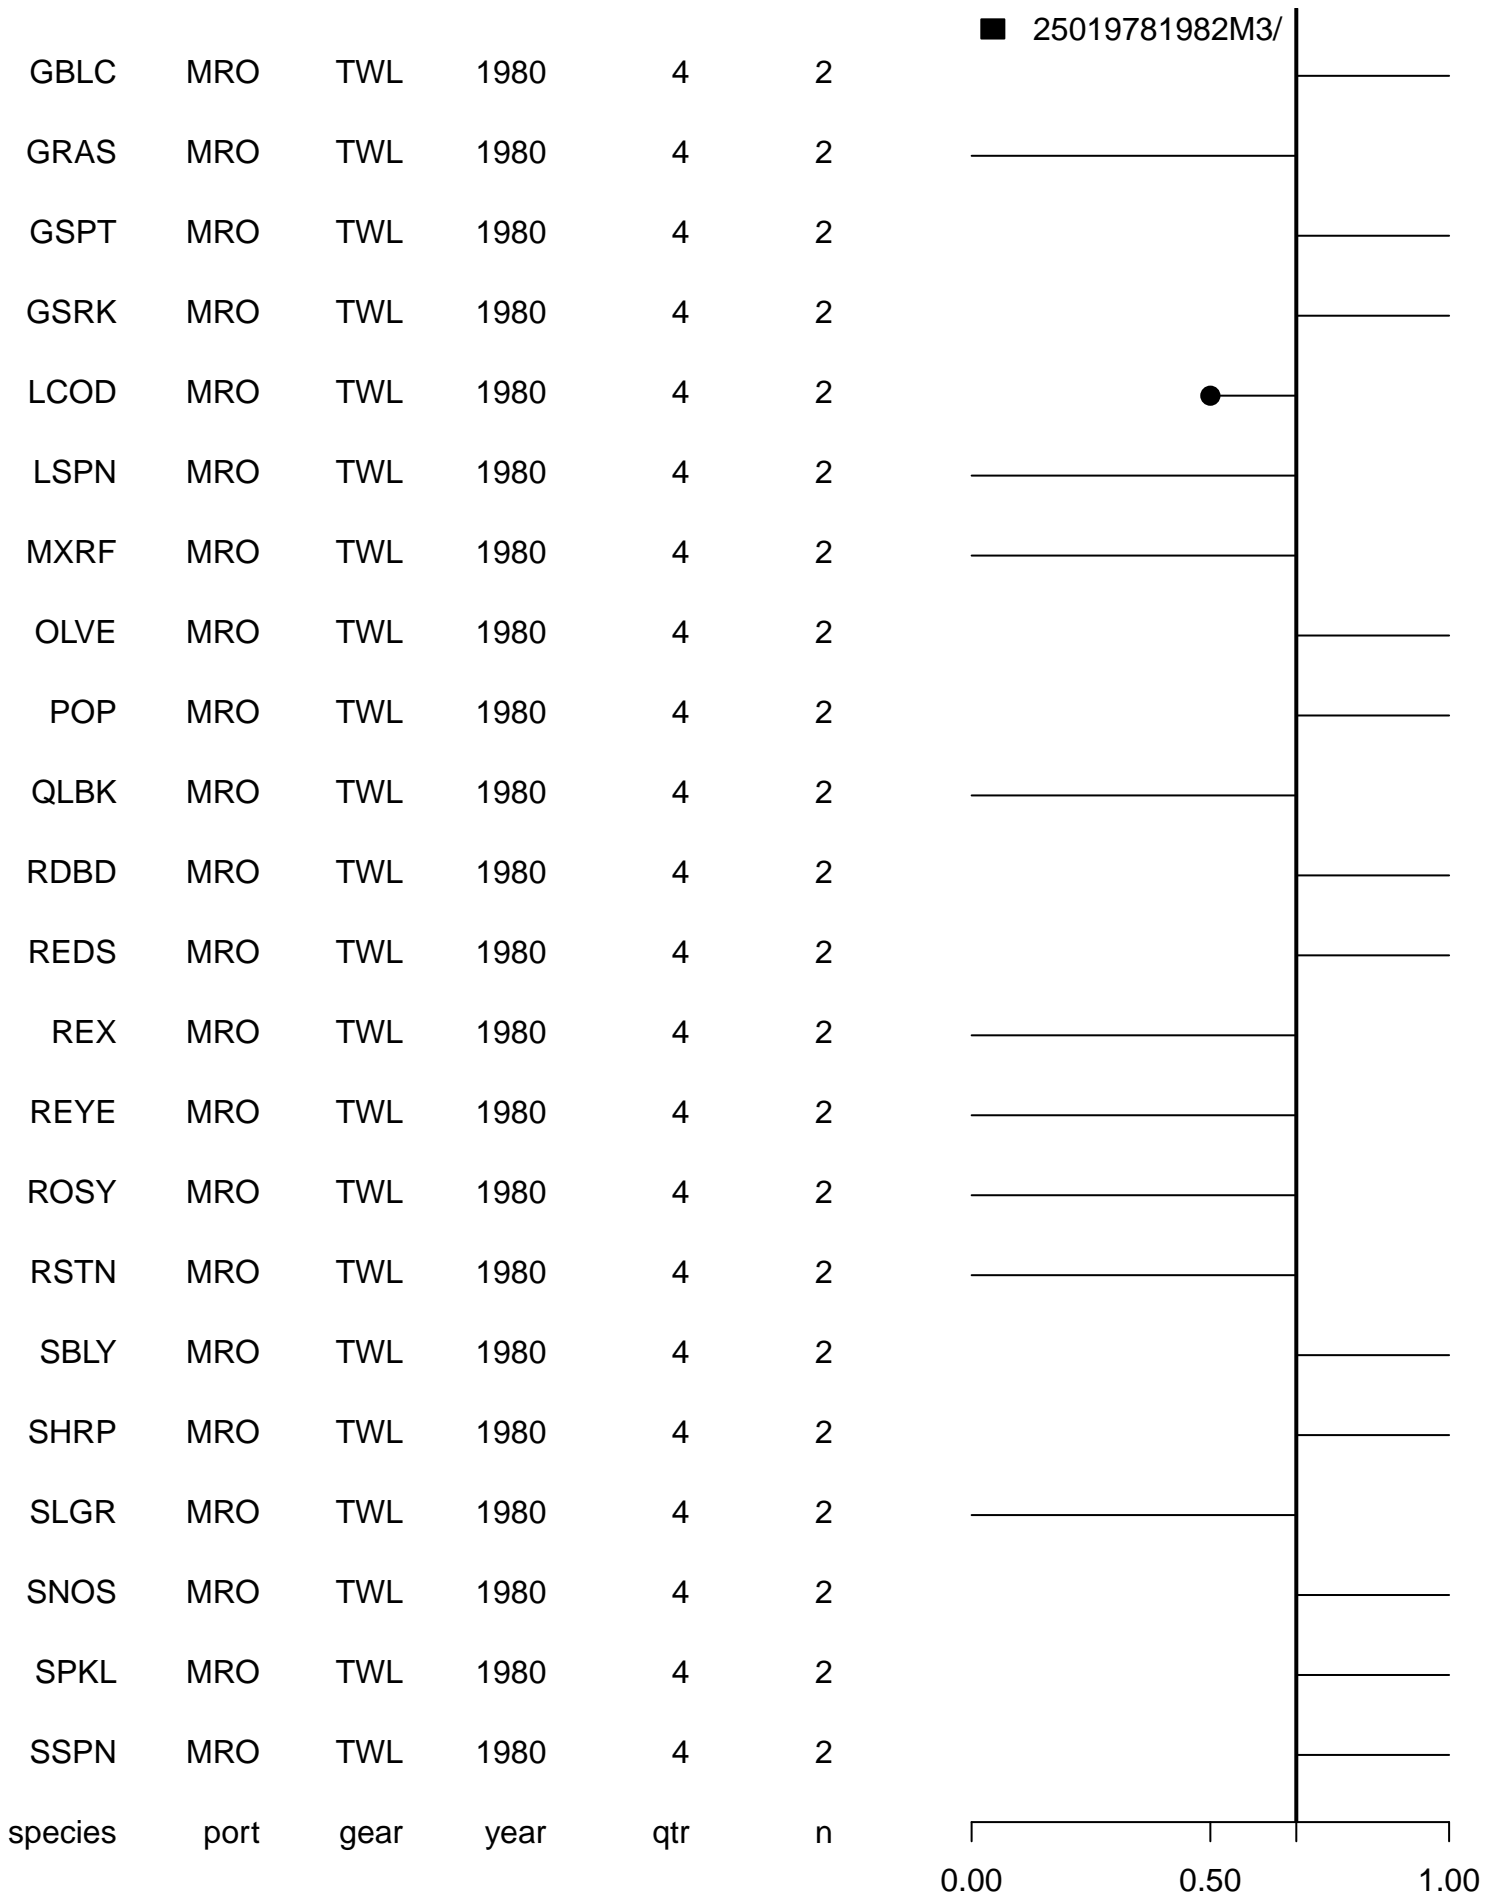 25019781982M3/
GBLC MRO TWL 1980 4 2
GRAS MRO TWL 1980 4 2
GSPT MRO TWL 1980 4 2
GSRK MRO TWL 1980 4 2
LCOD MRO TWL 1980 4 2
LSPN MRO TWL 1980 4 2
MXRF MRO TWL 1980 4 2
OLVE MRO TWL 1980 4 2
POP MRO TWL 1980 4 2
QLBK MRO TWL 1980 4 2
RDBD MRO TWL 1980 4 2
REDS MRO TWL 1980 4 2
REX MRO TWL 1980 4 2
REYE MRO TWL 1980 4 2
ROSY MRO TWL 1980 4 2
RSTN MRO TWL 1980 4 2
SBLY MRO TWL 1980 4 2
SHRP MRO TWL 1980 4 2
SLGR MRO TWL 1980 4 2
SNOS MRO TWL 1980 4 2
SPKL MRO TWL 1980 4 2
SSPN MRO TWL 1980 4 2
species port gear year qtr n
0.00 0.50 1.00